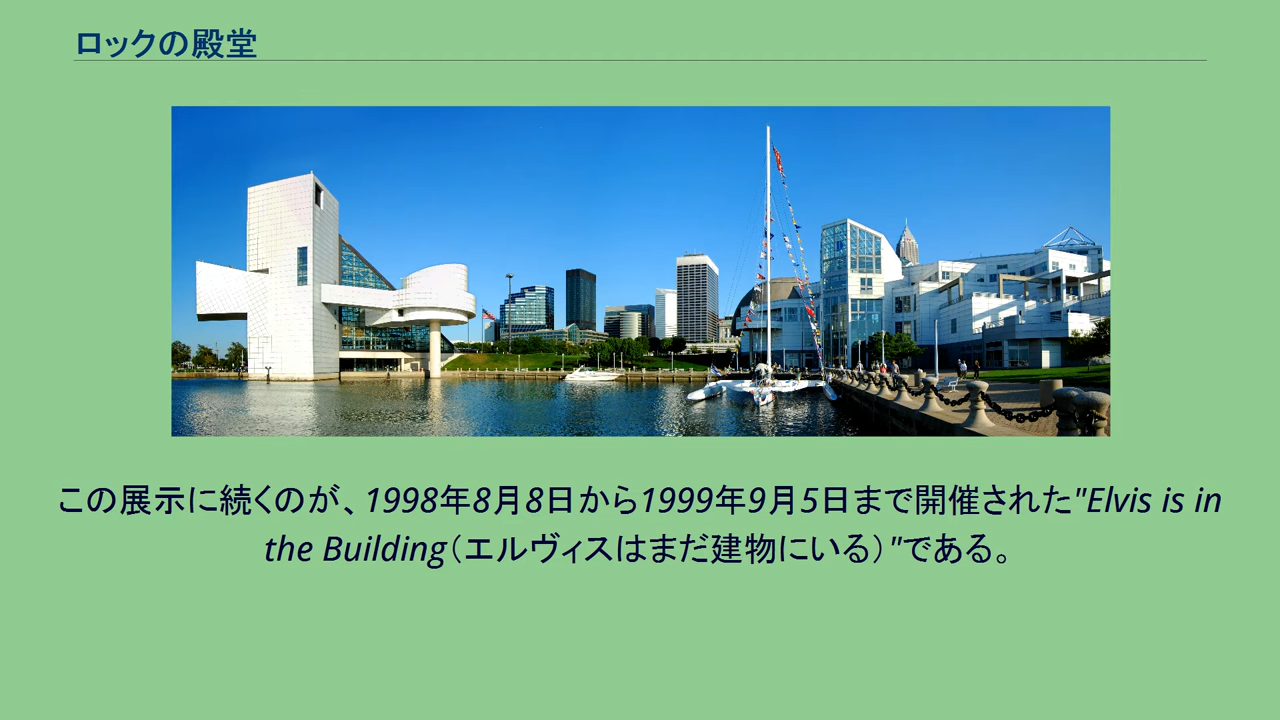 ロックの殿堂
この展示に続くのが、1998年8月8日から1999年9月5日まで開催された"Elvis is in
the Building（エルヴィスはまだ建物にいる）"である。